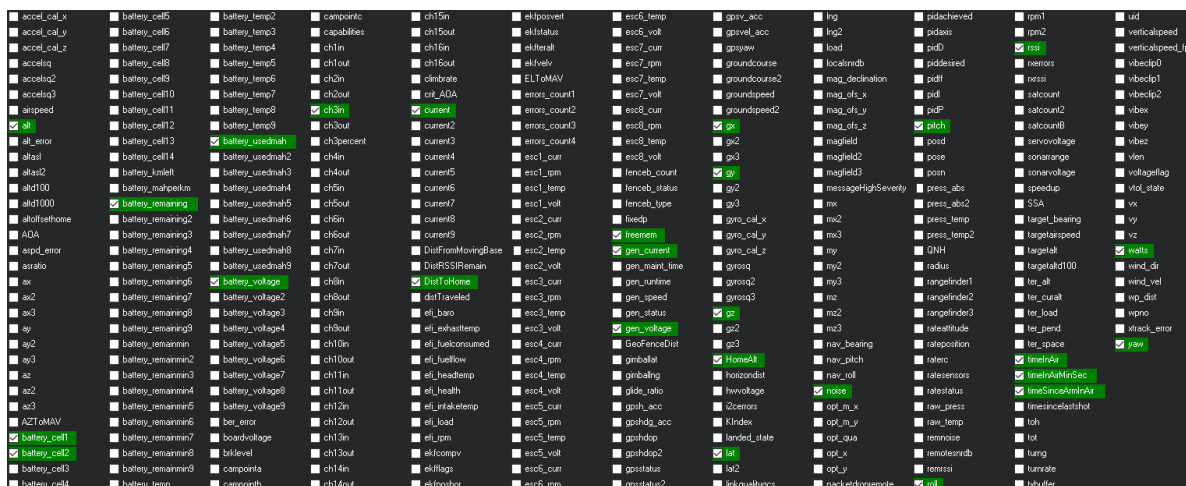 accel_cal_x
accel_cal_y
accel_cal_z
accelsq
accelsq2
accelsq3
airspeed
alt
alt_error
altasl
altasl2
altd100
altd1000
altoffsethome
AOA
aspd_error
asratio
ax
ax2
ax3
ay
ay2
ay3
az
az2
az3
AZToMAV
battery_cell1
battery_cell2
battery_cell3
battery_cell4
battery_cell5
battery_cell6
battery_cell7
battery_cell8
battery_cell9
battery_cell10
battery_cell11
battery_cell12
battery_cell13
battery_cell14
battery_kmleft
battery_mahperkm
battery_remaining
battery_remaining2
battery_remaining3
battery_remaining4
battery_remaining5
battery_remaining6
battery_remaining7
battery_remaining8
battery_remaining9
battery_remainmin
battery_remainmin2
battery_remainmin3
battery_remainmin4
battery_remainmin5
battery_remainmin6
battery_remainmin7
battery_remainmin8
battery_remainmin9
battery_temp
battery_temp2
battery_temp3
battery_temp4
battery_temp5
battery_temp6
battery_temp7
battery_temp8
battery_temp9
battery_usedmah
battery_usedmah2
battery_usedmah3
battery_usedmah4
battery_usedmah5
battery_usedmah6
battery_usedmah7
battery_usedmah8
battery_usedmah9
battery_voltage
battery_voltage2
battery_voltage3
battery_voltage4
battery_voltage5
battery_voltage6
battery_voltage7
battery_voltage8
battery_voltage9
ber_error
boardvoltage
brklevel
campointa
campointb
campointc
capabilities
ch1in
ch1out
ch2in
ch2out
ch3in
ch3out
ch3percent
ch4in
ch4out
ch5in
ch5out
ch6in
ch6out
ch7in
ch7out
ch8in
ch8out
ch9in
ch9out
ch10in
ch10out
ch11in
ch11out
ch12in
ch12out
ch13in
ch13out
ch14in
ch14out
ch15in
ch15out
ch16in
ch16out
climbrate
crit_AOA
current
current2
current3
current4
current5
current6
current7
current8
current9
DistFromMovingBase
DistRSSIRemain
DistToHome
distTraveled
efi_baro
efi_exhasttemp
efi_fuelconsumed
efi_fuelflow
efi_headtemp
efi_health
efi_intaketemp
efi_load
efi_rpm
ekfcompv
ekfflags
ekfposhor
ekfposvert
ekfstatus
ekfteralt
ekfvelv
ELToMAV
errors_count1
errors_count2
errors_count3
errors_count4
esc1_curr
esc1_rpm
esc1_temp
esc1_volt
esc2_curr
esc2_rpm
esc2_temp
esc2_volt
esc3_curr
esc3_rpm
esc3_temp
esc3_volt
esc4_curr
esc4_rpm
esc4_temp
esc4_volt
esc5_curr
esc5_rpm
esc5_temp
esc5_volt
esc6_curr
esc6_rpm
esc6_temp
esc6_volt
esc7_curr
esc7_rpm
esc7_temp
esc7_volt
esc8_curr
esc8_rpm
esc8_temp
esc8_volt
fenceb_count
fenceb_status
fenceb_type
fixedp
freemem
gen_current
gen_maint_time
gen_runtime
gen_speed
gen_status
gen_voltage
GeoFenceDist
gimballat
gimballng
glide_ratio
gpsh_acc
gpshdg_acc
gpshdop
gpshdop2
gpsstatus
gpsstatus2
gpsv_acc
gpsvel_acc
gpsyaw
groundcourse
groundcourse2
groundspeed
groundspeed2
gx
gx2
gx3
gy
gy2
gy3
gyro_cal_x
gyro_cal_y
gyro_cal_z
gyrosq
gyrosq2
gyrosq3
gz
gz2
gz3
HomeAlt
horizondist
hwvoltage
i2cerrors
KIndex
landed_state
lat
lat2
linkqualitygcs
lng
lng2
load
localsnrdb
mag_declination
mag_ofs_x
mag_ofs_y
mag_ofs_z
magfield
magfield2
magfield3
messageHighSeverity
mx
mx2
mx3
my
my2
my3
mz
mz2
mz3
nav_bearing
nav_pitch
nav_roll
noise
opt_m_x
opt_m_y
opt_qua
opt_x
opt_y
packetdropremote
pidachieved
pidaxis
pidD
piddesired
pidff
pidI
pidP
pitch
posd
pose
posn
press_abs
press_abs2
press_temp
press_temp2
QNH
radius
rangefinder1
rangefinder2
rangefinder3
rateattitude
rateposition
raterc
ratesensors
ratestatus
raw_press
raw_temp
remnoise
remotesnrdb
remrssi
roll
rpm1
rpm2
rssi
rxerrors
rxrssi
satcount
satcount2
satcountB
servovoltage
sonarrange
sonarvoltage
speedup
SSA
target_bearing
targetairspeed
targetalt
targetaltd100
ter_alt
ter_curalt
ter_load
ter_pend
ter_space
timeInAir
timeInAirMinSec
timeSinceArmInAir
timesincelastshot
toh
tot
turng
turnrate
txbuffer
uid
verticalspeed
verticalspeed_f
vibeclip0
vibeclip1
vibeclip2
vibex
vibey
vibez
vlen
voltageflag
vtol_state
vx
vy
vz
watts
wind_dir
wind_vel
wp_dist
wpno
xtrack_error
yaw